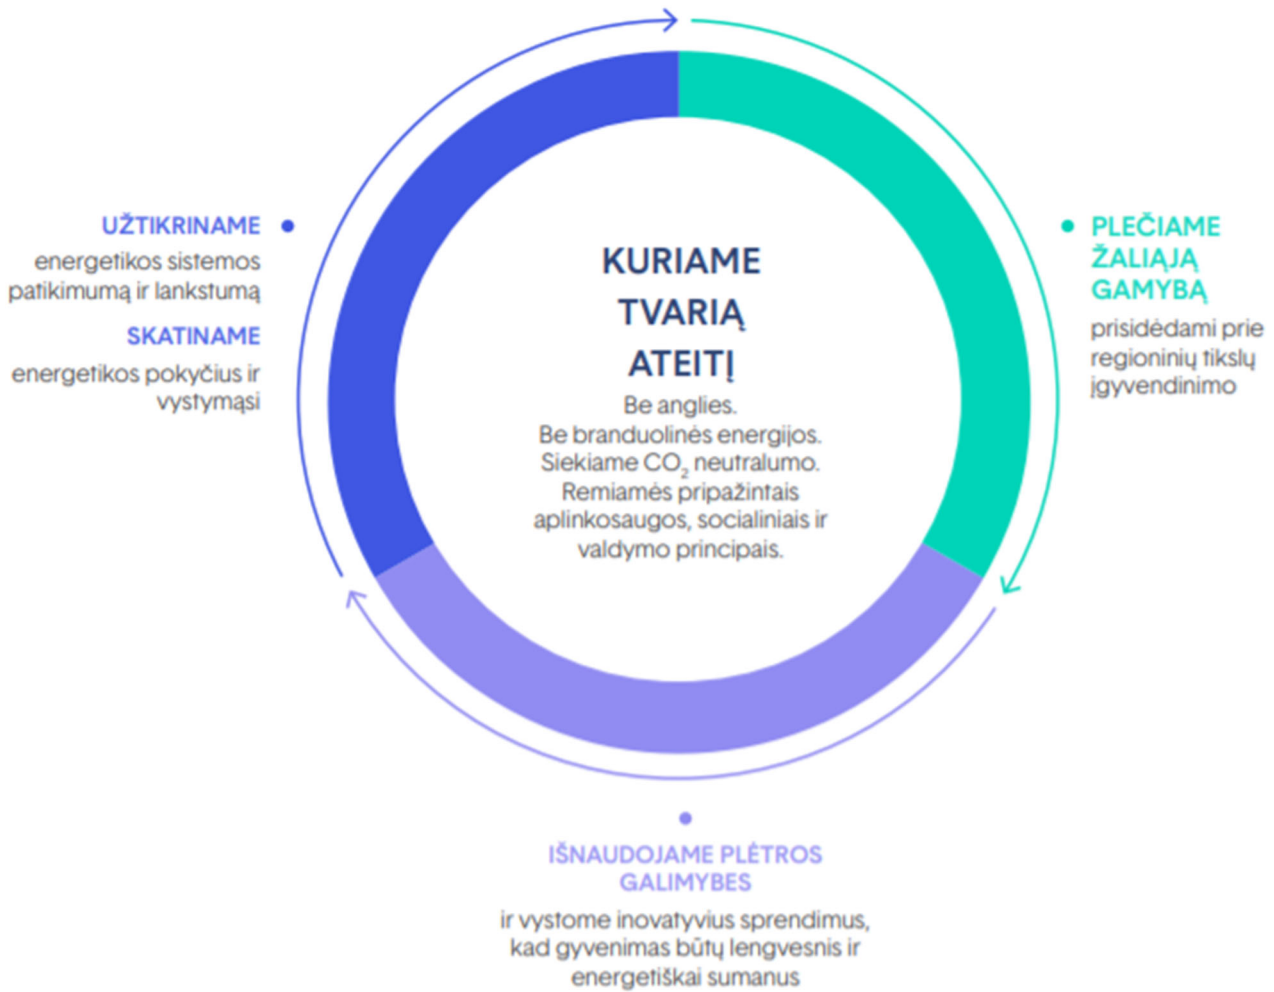 UŽTIKRINAME
energetikos sistemos
patikimumą ir lankstumą
SKATINAME
energetikos pokyčius ir
vystymąsi
KURIAME
TVARIĄ
ATEITĮ
Be anglies.
Be branduolinės energijos.
Siekiame CO₂ neutralumo.
Remiamės pripažintais
aplinkosaugos, socialiniais ir
valdymo principais.
PLEČIAME
ŽALIĄJĄ
GAMYBĄ
prisidėdami prie
regioninių tikslų
įgyvendinimo
IŠNAUDOJAME PLĖTROS
GALIMYBES
ir vystome inovatyvius sprendimus,
kad gyvenimas būtų lengvesnis ir
energetiškai sumanus